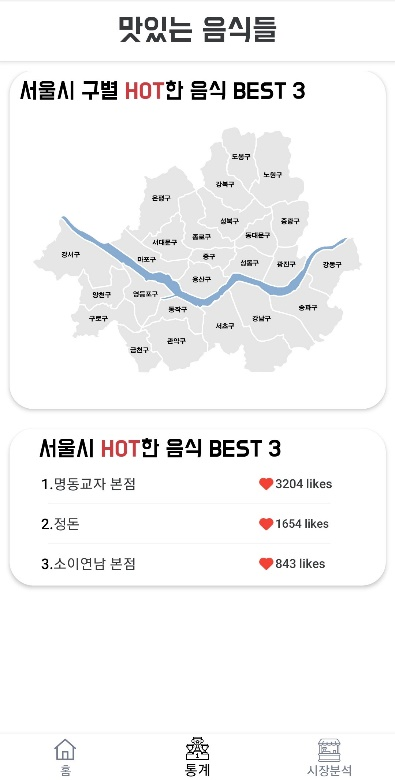 맛있는 음식들
서울시 구별 HOT한 음식 BEST 3
도봉구
노원구
강북구
은평구
성북구
중랑구
종로구
동대문구
서대문구
중구
마포구
성동구
광진구
강동구
강서구
용산구
양천구
영등포구
동작구
송파구
강남구
구로구
서초구
관악구
금천구
서울시 HOT한 음식 BEST 3
1.명동교자 본점 3204 likes
2.정돈 1654 likes
3.소이연남 본점 843 likes
홈 통계 시장분석